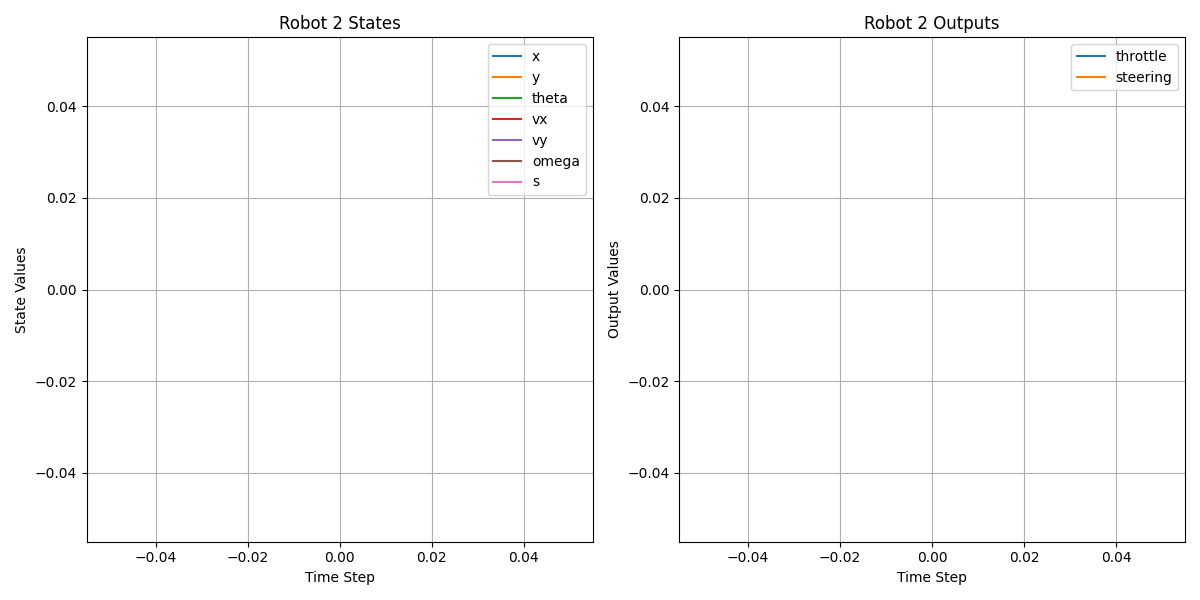 Robot 2 States
x
y
theta
vx
vy
omega
s
0.04
0.02
0.00
−0.02
−0.04
State Values
−0.04
−0.02
0.00
0.02
0.04
Time Step
Robot 2 Outputs
throttle
steering
0.04
0.02
0.00
−0.02
−0.04
Output Values
−0.04
−0.02
0.00
0.02
0.04
Time Step